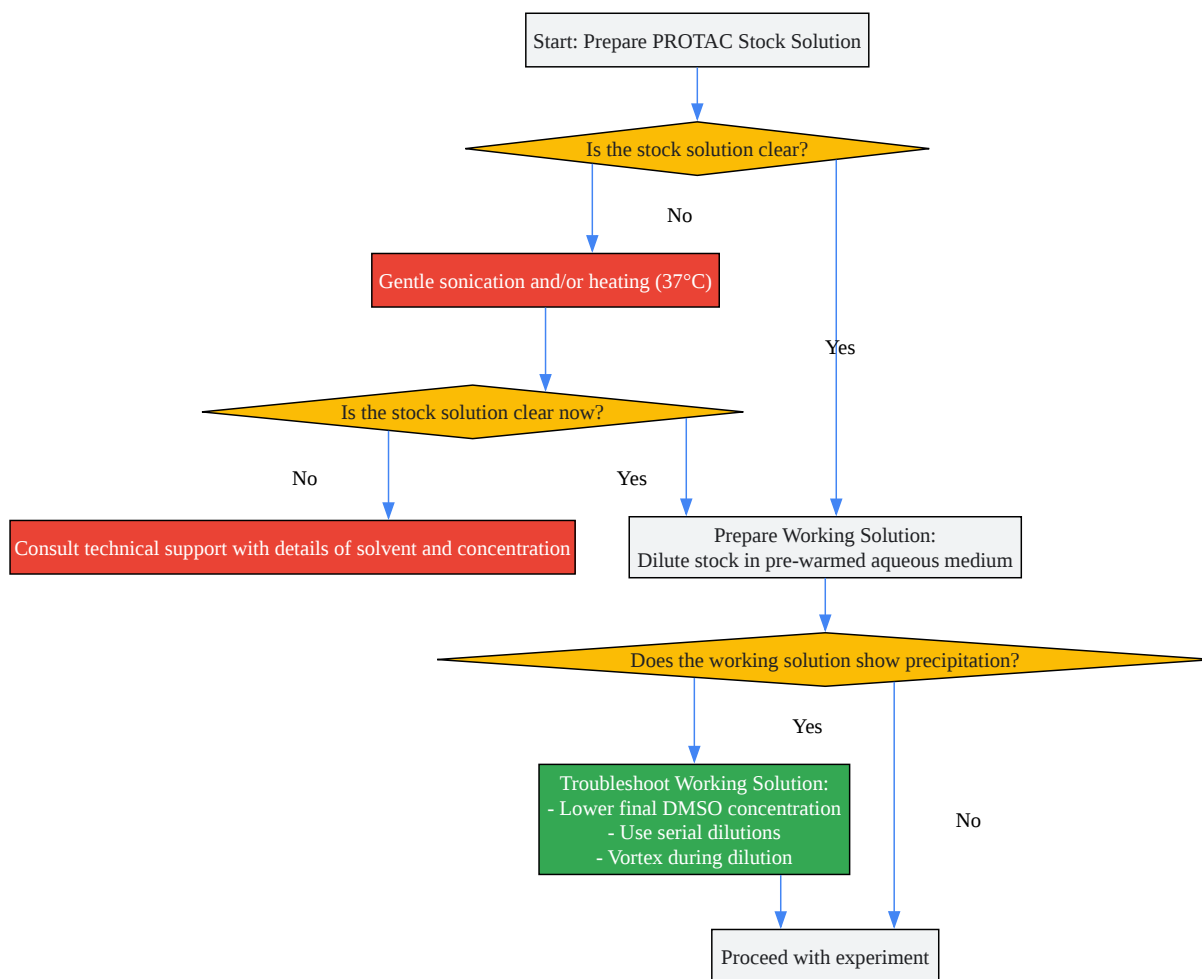 Start: Prepare PROTAC Stock Solution
Is the stock solution clear?
No
Gentle sonication and/or heating (37°C)
Yes
Is the stock solution clear now?
No
Yes
Consult technical support with details of solvent and concentration
Prepare Working Solution:
Dilute stock in pre-warmed aqueous medium
Does the working solution show precipitation?
Yes
Troubleshoot Working Solution:
- Lower final DMSO concentration
- Use serial dilutions
- Vortex during dilution
No
Proceed with experiment